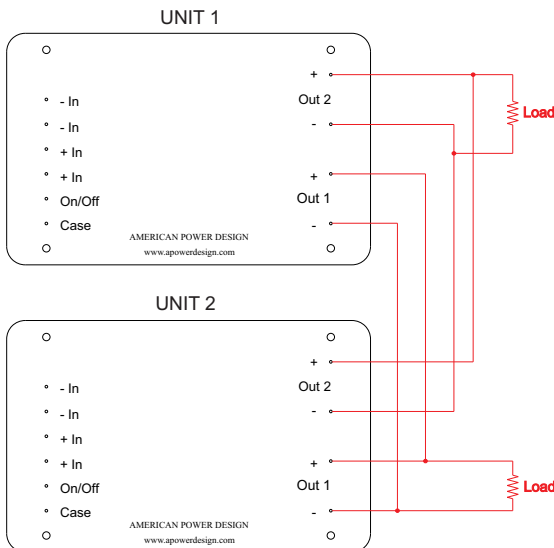 UNIT 1
+
Out 2
-
+
Out 1
-
- In
- In
+ In
+ In
On/Off
Case
AMERICAN POWER DESIGN
www.apowerdesign.com
Load
UNIT 2
+
Out 2
-
+
Out 1
-
- In
- In
+ In
+ In
On/Off
Case
AMERICAN POWER DESIGN
www.apowerdesign.com
Load